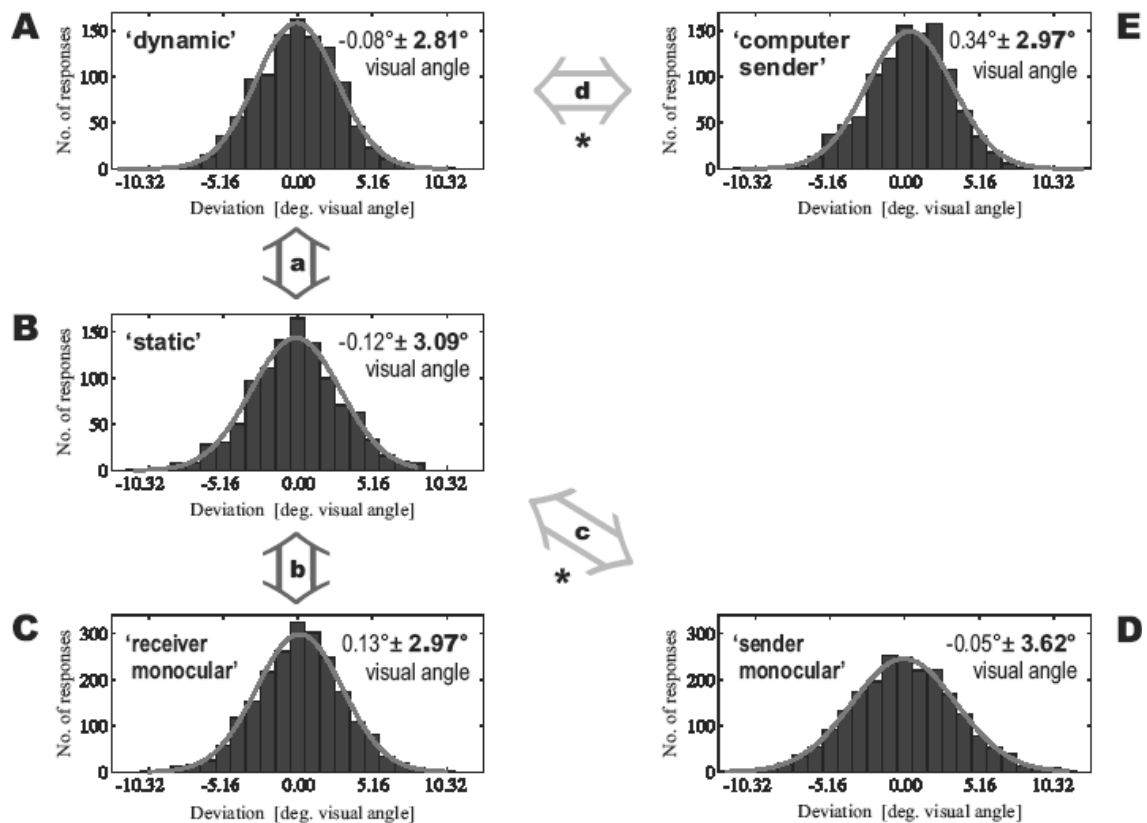 A
No. of responses
150
100
50
0
'dynamic'
-0.08°± 2.81°
visual angle
-10.32 -5.16 0.00 5.16 10.32
Deviation [deg. visual angle]
d
*
E
No. of responses
150
100
50
0
'computer
sender'
0.34°± 2.97°
visual angle
-10.32 -5.16 0.00 5.16 10.32
Deviation [deg. visual angle]
a
B
No. of responses
150
100
50
0
'static'
-0.12°± 3.09°
visual angle
-10.32 -5.16 0.00 5.16 10.32
Deviation [deg. visual angle]
b
c
*
C
No. of responses
300
200
100
0
'receiver
monocular'
0.13°± 2.97°
visual angle
-10.32 -5.16 0.00 5.16 10.32
Deviation [deg. visual angle]
D
No. of responses
300
200
100
0
'sender
monocular'
-0.05°± 3.62°
visual angle
-10.32 -5.16 0.00 5.16 10.32
Deviation [deg. visual angle]